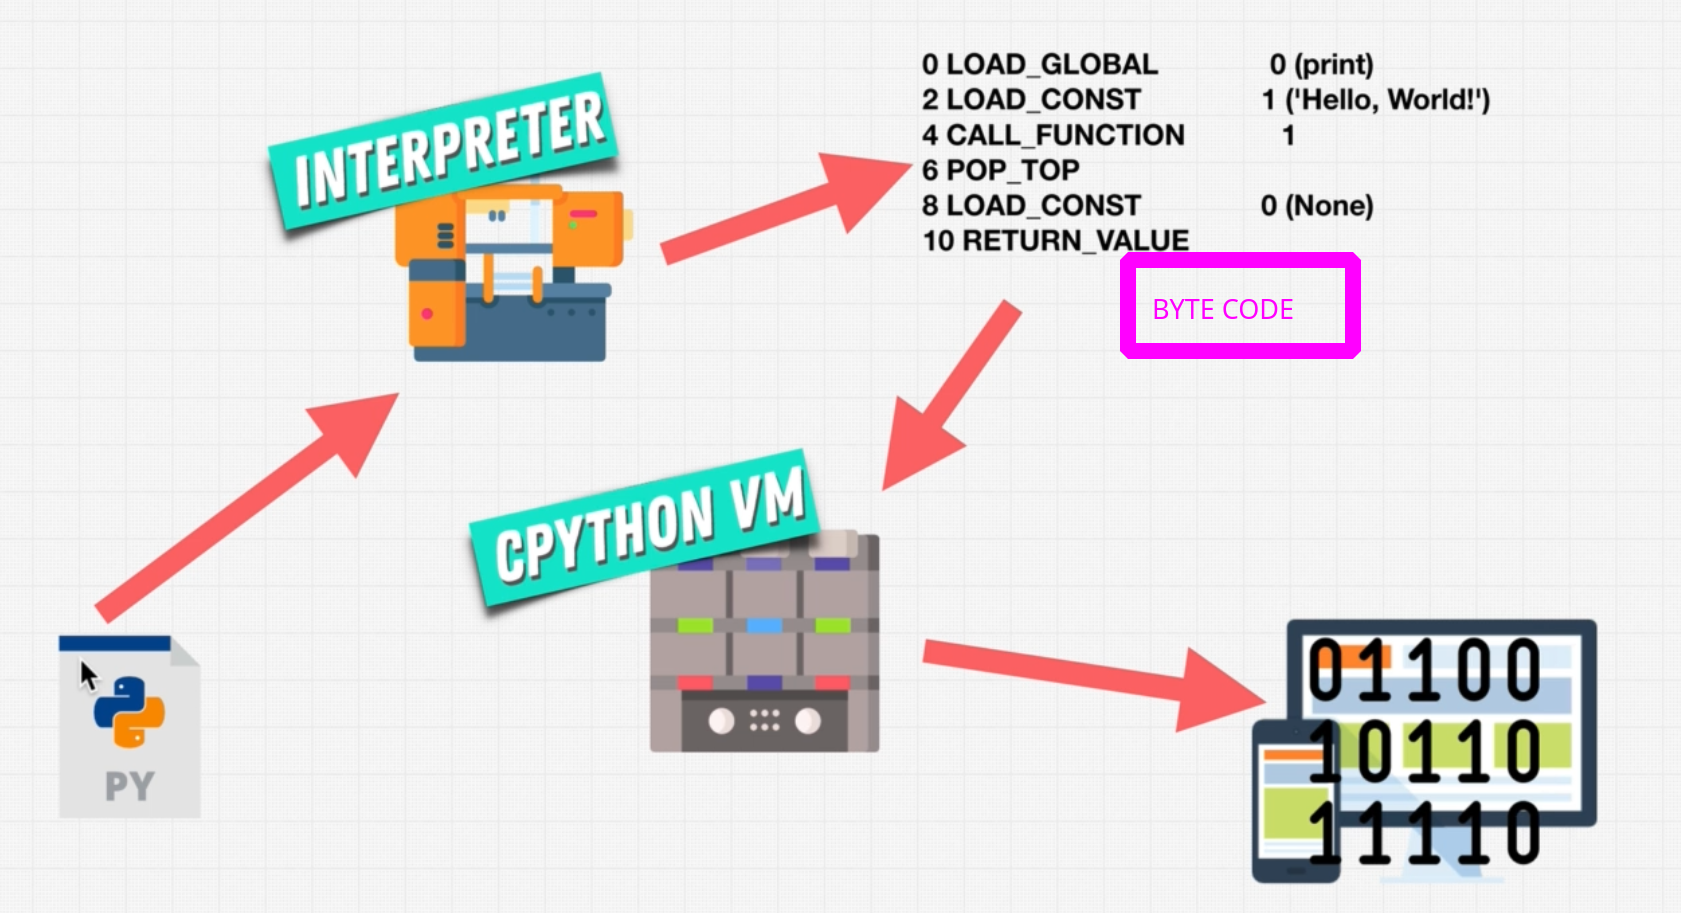 INTERPRETER
0 LOAD_GLOBAL 0 (print)
2 LOAD_CONST 1 ('Hello, World!')
4 CALL_FUNCTION 1
6 POP_TOP
8 LOAD_CONST 0 (None)
10 RETURN_VALUE
BYTE CODE
CPYTHON VM
PY
01100
10110
11110